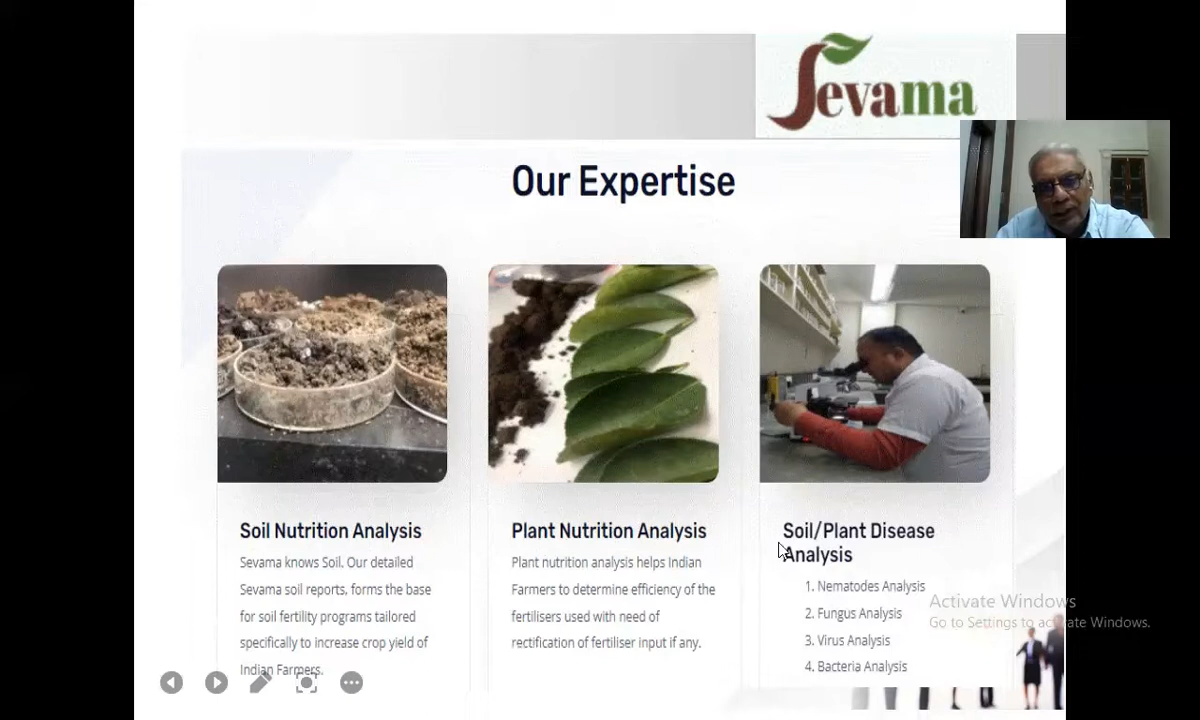 Sevama
Our Expertise
Soil Nutrition Analysis
Sevama knows Soil. Our detailed
Sevama soil reports, forms the base
for soil fertility programs tailored
specifically to increase crop yield of
Indian Farmers.
Plant Nutrition Analysis
Plant nutrition analysis helps Indian
Farmers to determine efficiency of the
fertilisers used with need of
rectification of fertiliser input if any.
Soil/Plant Disease
Analysis
1. Nematodes Analysis
2. Fungus Analysis
3. Virus Analysis
4. Bacteria Analysis
Activate Windows
Go to Settings to activate Windows.